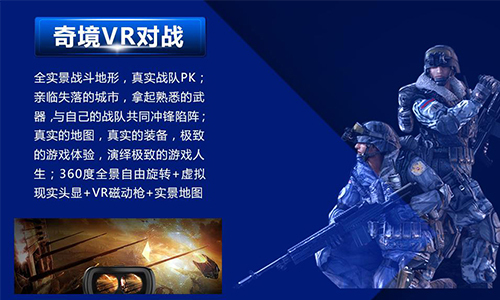 奇境VR对战
全实景战斗地形，真实战队PK；
亲临失落的城市，拿起熟悉的武
器，与自己的战队共同冲锋陷阵；
真实的地图，真实的装备，极致
的游戏体验，演绎极致的游戏人
生；360度全景自由旋转+虚拟
现实头显+VR磁动枪+实景地图